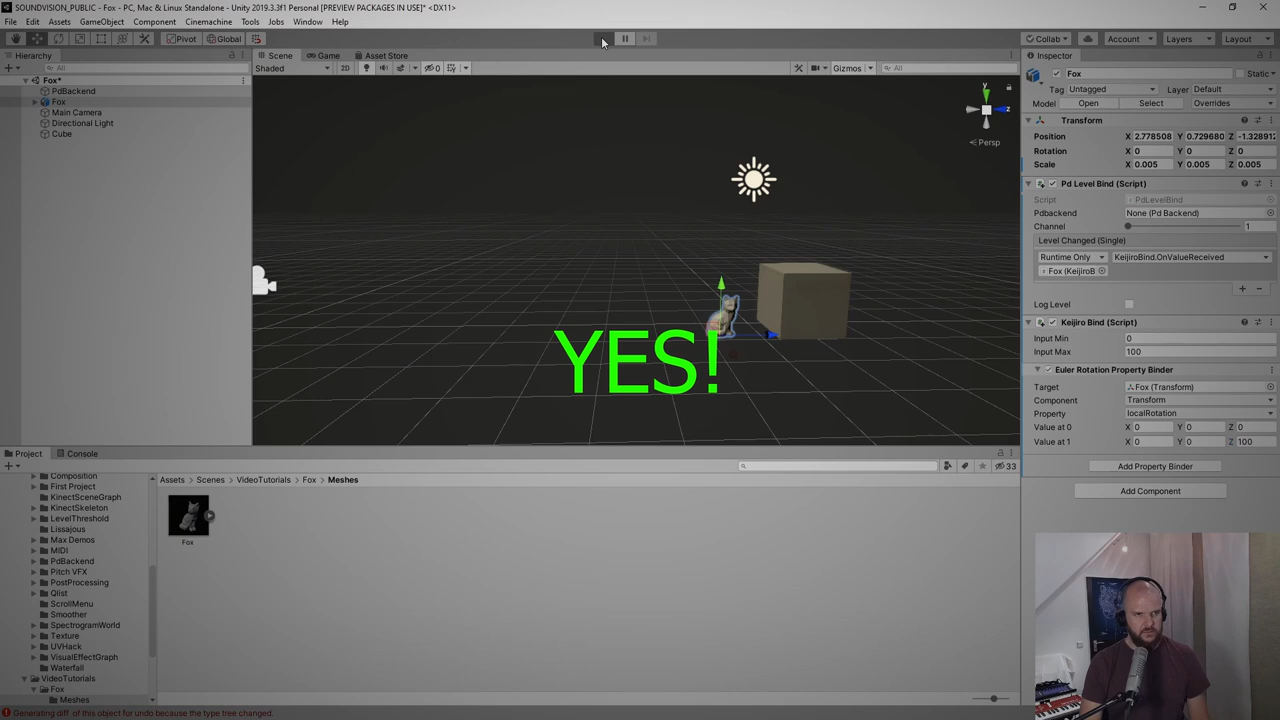 SOUNDVISION_PUBLIC - Fox - PC, Mac & Linux Standalone - Unity 2019.3.3f1 Personal [PREVIEW PACKAGES IN USE]* <DX11>
File Edit Assets GameObject Component Cinemachine Tools Jobs Window Help
Pivot Global Collab Account Layers Layout
Hierarchy Scene Game Asset Store Inspector
All
Shaded 2D 0 Gizmos All
Fox*
PdBackend
Fox
Main Camera
Directional Light
Cube
y
z
Persp
YES!
Fox Static
Tag Untagged Layer Default
Model Open Select Overrides
Transform
Position X 2.778508 Y 0.729680 Z -1.328912
Rotation X 0 Y 0 Z 0
Scale X 0.005 Y 0.005 Z 0.005
Pd Level Bind (Script)
Script PdLevelBind
Pdbackend None (Pd Backend)
Channel 1
Level Changed (Single)
Runtime Only KeijiroBind.OnValueReceived
Fox (KeijiroB
Log Level
Keijiro Bind (Script)
Input Min 0
Input Max 100
Euler Rotation Property Binder
Target Fox (Transform)
Component Transform
Property localRotation
Value at 0 X 0 Y 0 Z 0
Value at 1 X 0 Y 0 Z 100
Add Property Binder
Add Component
Project Console
33
Assets Scenes VideoTutorials Fox Meshes
Composition
First Project
KinectSceneGraph
KinectSkeleton
LevelThreshold
Lissajous
Max Demos
MIDI
PdBackend
Pitch VFX
PostProcessing
Qlist
ScrollMenu
Smoother
SpectrogramWorld
Texture
UVHack
VisualEffectGraph
Waterfall
VideoTutorials
Fox
Meshes
Fox
Generating diff of this object for undo because the type tree changed.